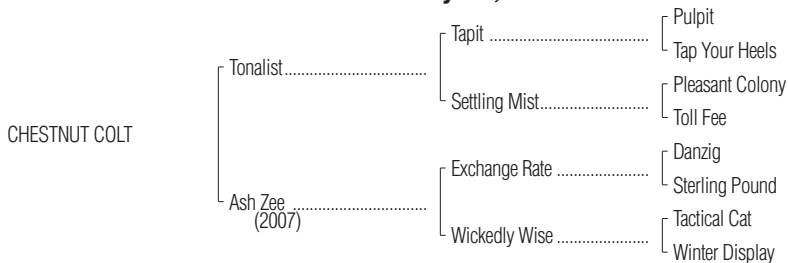 Pulpit
Tapit ................................................
Tap Your Heels
Tonalist..................................
Pleasant Colony
Settling Mist.................................
Toll Fee
CHESTNUT COLT
Danzig
Exchange Rate ............................
Sterling Pound
Ash Zee ..................................
(2007)
Tactical Cat
Wickedly Wise ............................
Winter Display